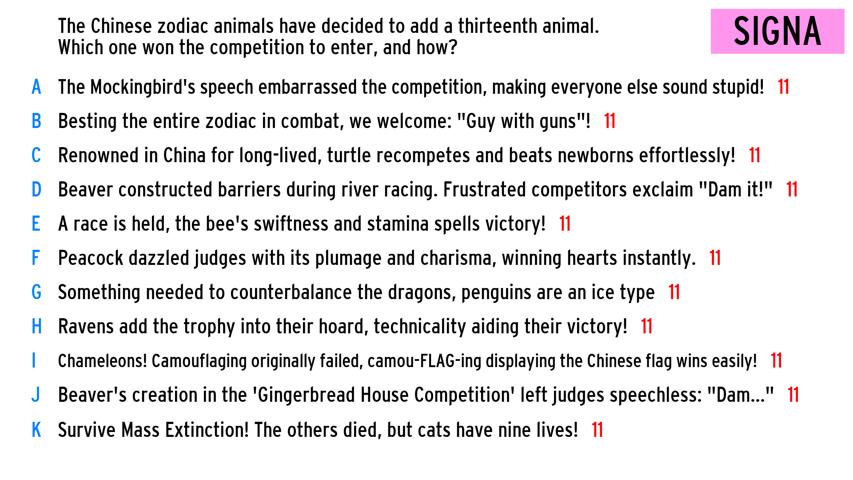 The Chinese zodiac animals have decided to add a thirteenth animal.
Which one won the competition to enter, and how?
SIGNA
A The Mockingbird's speech embarrassed the competition, making everyone else sound stupid! 11
B Besting the entire zodiac in combat, we welcome: "Guy with guns"! 11
C Renowned in China for long-lived, turtle recompetes and beats newborns effortlessly! 11
D Beaver constructed barriers during river racing. Frustrated competitors exclaim "Dam it!" 11
E A race is held, the bee's swiftness and stamina spells victory! 11
F Peacock dazzled judges with its plumage and charisma, winning hearts instantly. 11
G Something needed to counterbalance the dragons, penguins are an ice type 11
H Ravens add the trophy into their hoard, technicality aiding their victory! 11
I Chameleons! Camouflaging originally failed, camou-FLAG-ing displaying the Chinese flag wins easily! 11
J Beaver's creation in the 'Gingerbread House Competition' left judges speechless: "Dam..." 11
K Survive Mass Extinction! The others died, but cats have nine lives! 11